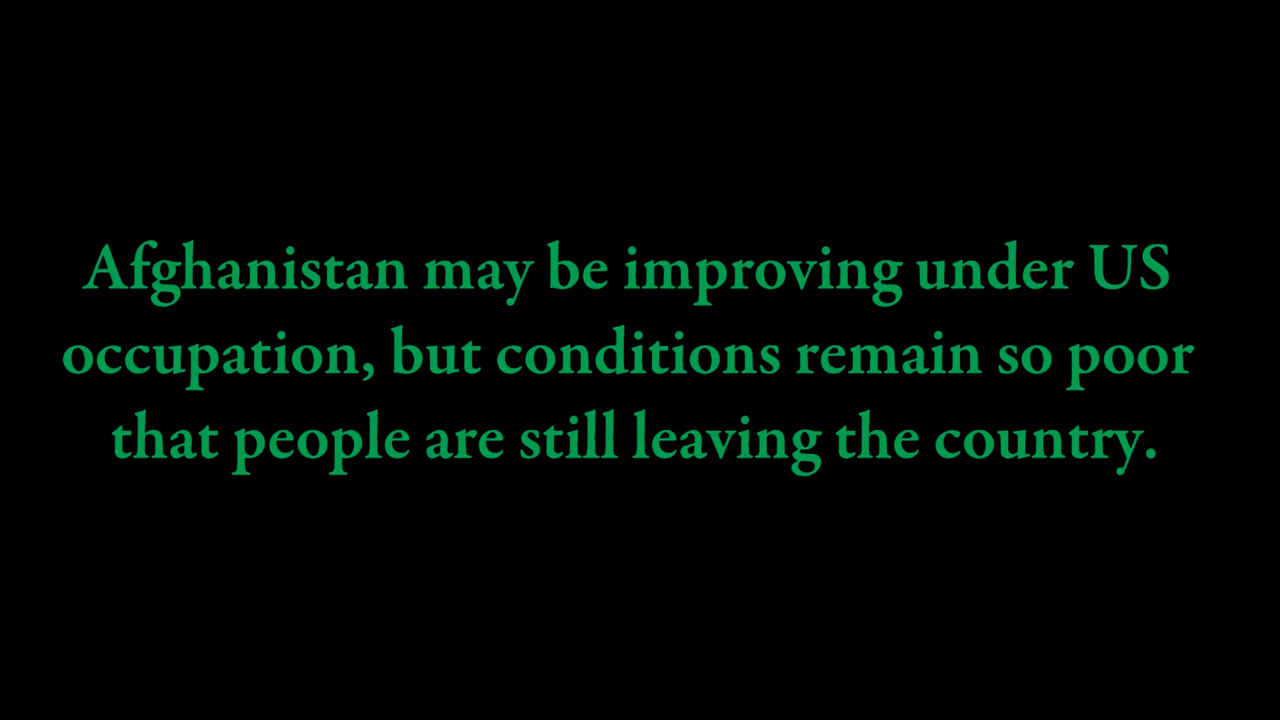 Afghanistan may be improving under US
occupation, but conditions remain so poor
that people are still leaving the country.